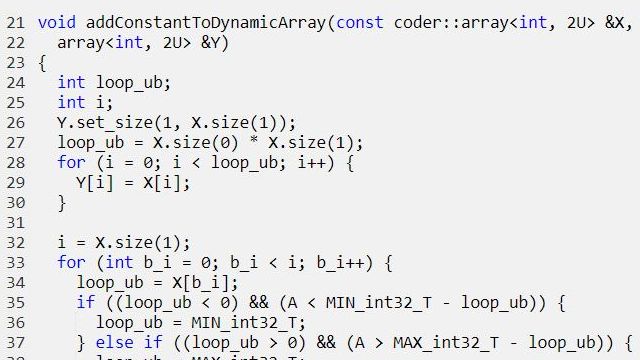 21 void addConstantToDynamicArray(const coder::array<int, 2U> &X,
22 array<int, 2U> &Y)
23 {
24 int loop_ub;
25 int i;
26 Y.set_size(1, X.size(1));
27 loop_ub = X.size(0) * X.size(1);
28 for (i = 0; i < loop_ub; i++) {
29 Y[i] = X[i];
30 }
31
32 i = X.size(1);
33 for (int b_i = 0; b_i < i; b_i++) {
34 loop_ub = X[b_i];
35 if ((loop_ub < 0) && (A < MIN_int32_T - loop_ub)) {
36 loop_ub = MIN_int32_T;
37 } else if ((loop_ub > 0) && (A > MAX_int32_T - loop_ub)) {